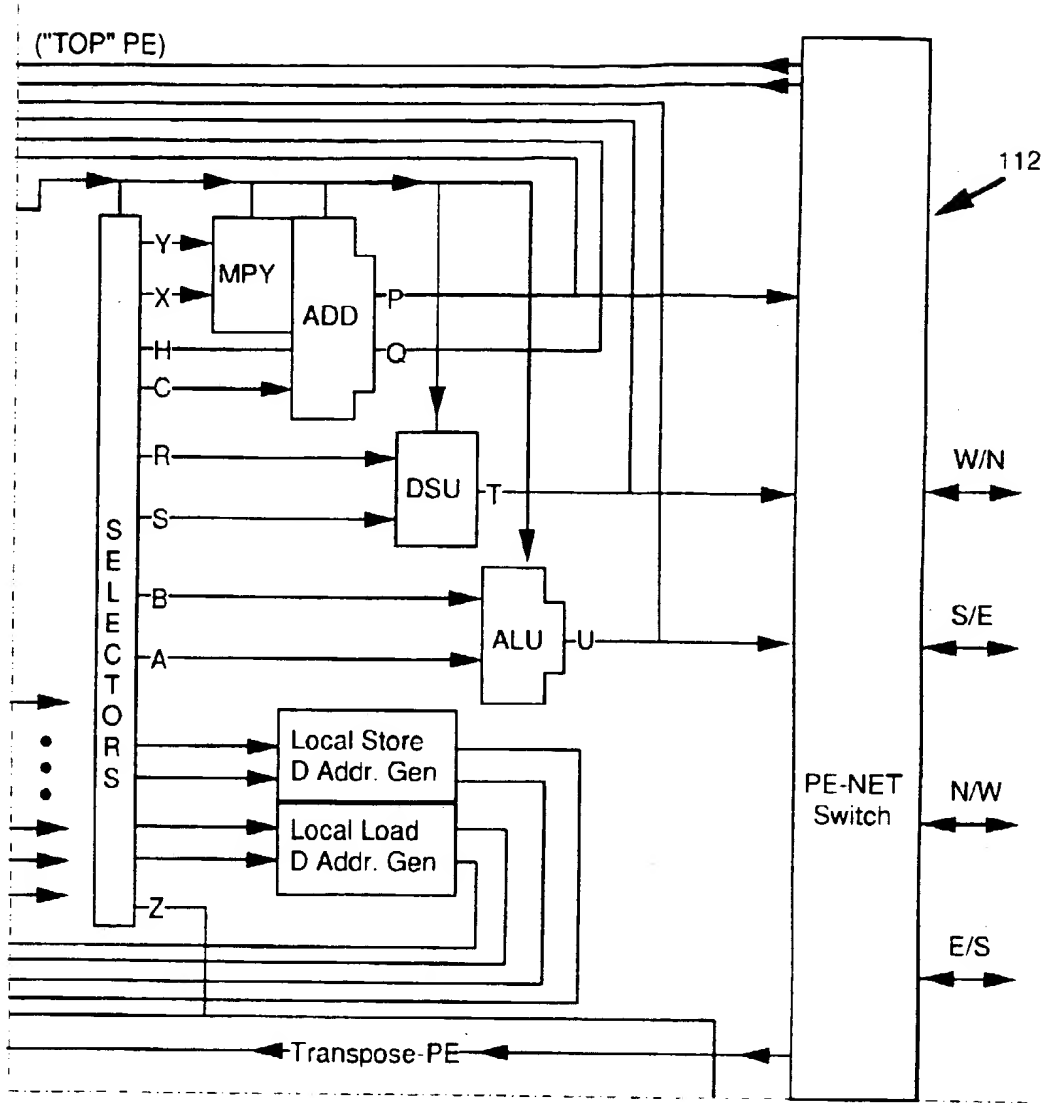 ("TOP" PE)
112
Y
MPY
X
ADD
P
H
Q
C
R
DSU
T
S
W/N
SELECTORS
B
ALU
U
A
S/E
Local Store
D Addr. Gen
Local Load
D Addr. Gen
PE-NET
Switch
N/W
Z
E/S
Transpose-PE